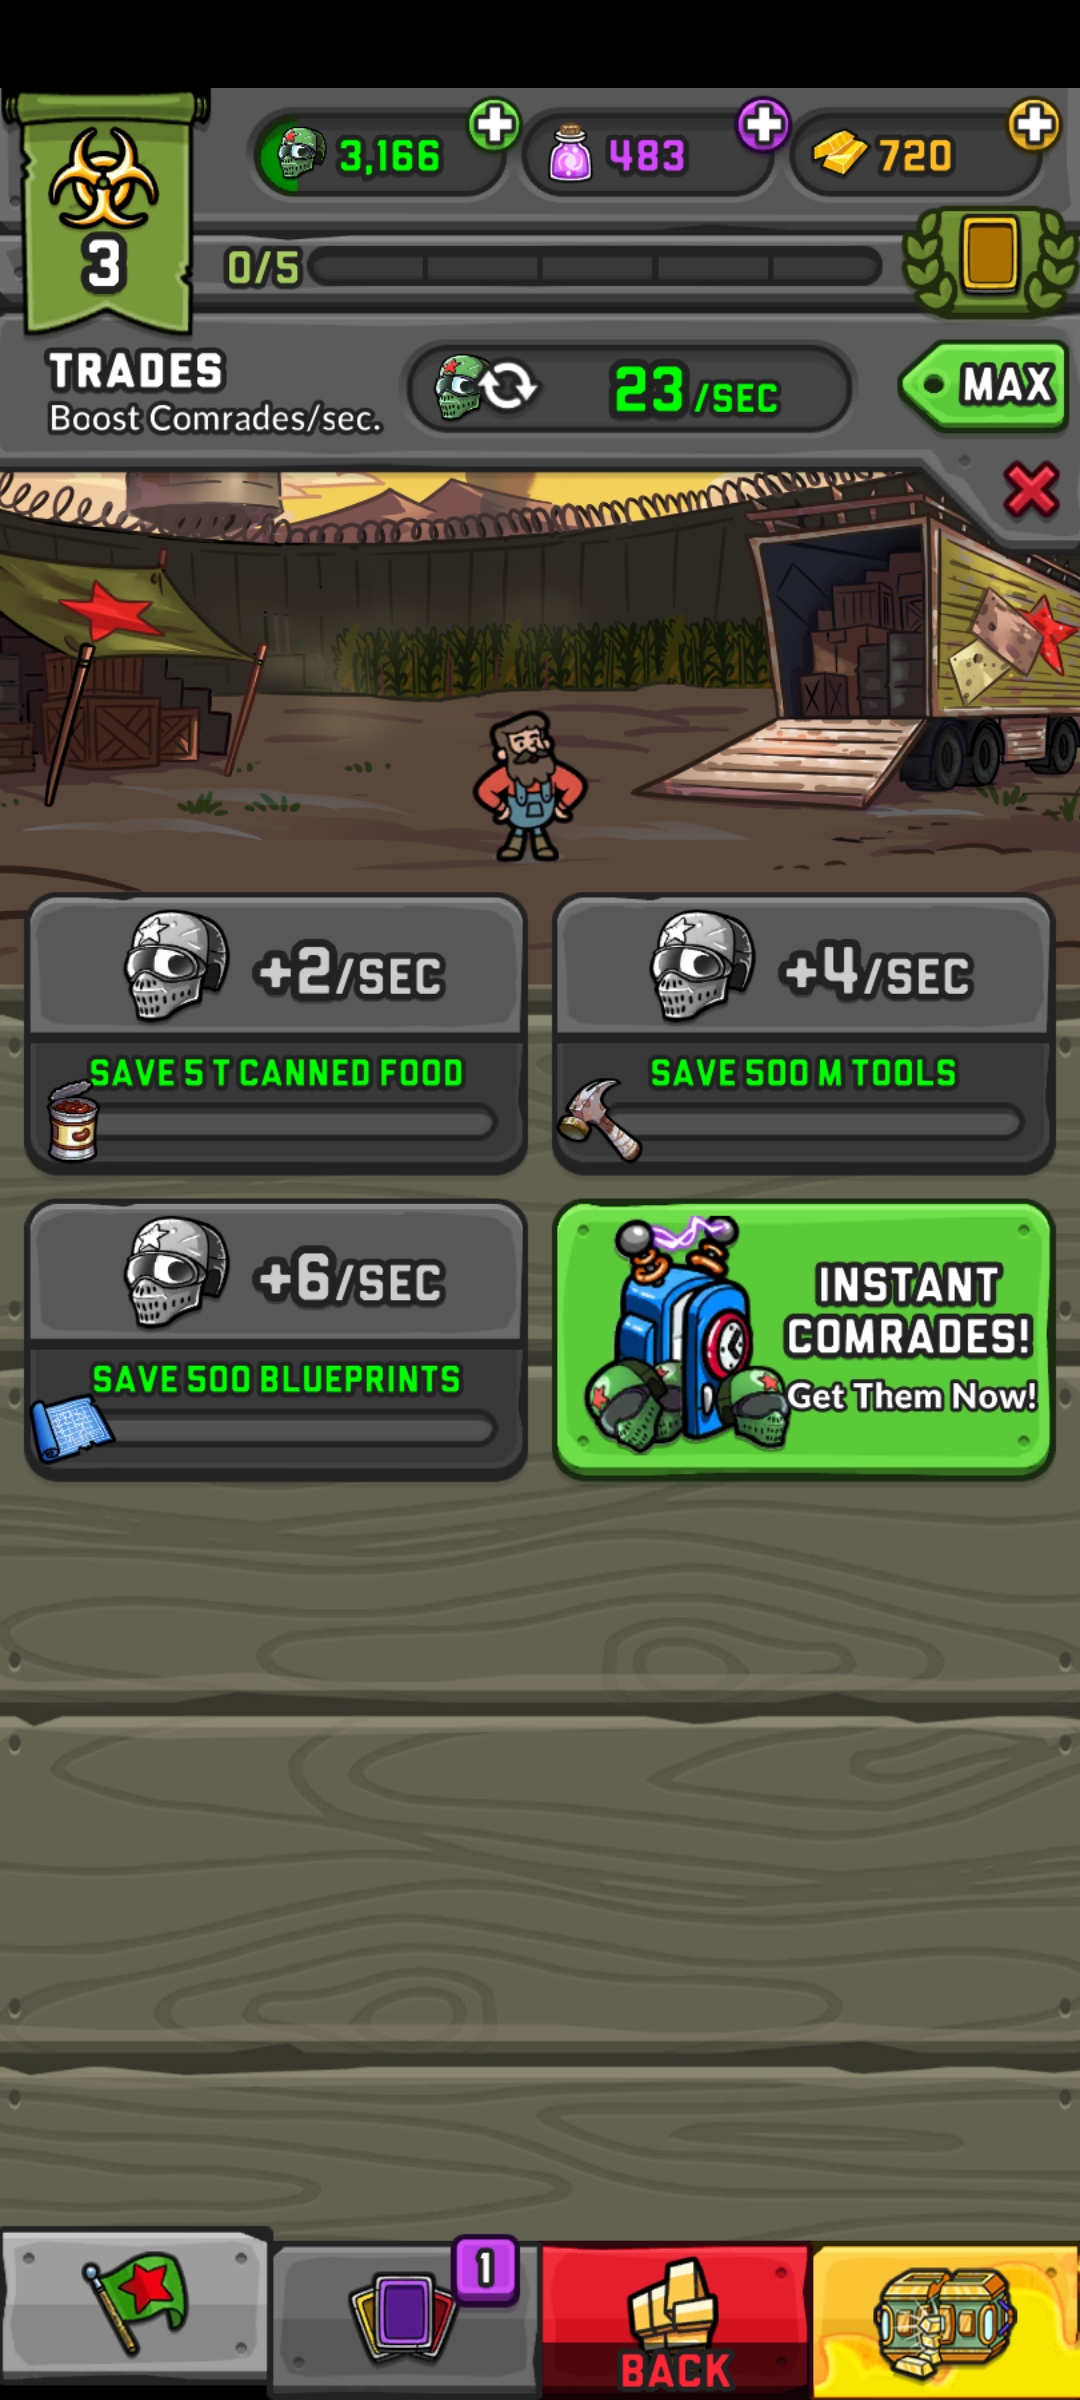 3,166
483
720
3
0/5
TRADES
Boost Comrades/sec.
23/SEC
MAX
+2/SEC
+4/SEC
SAVE 5 T CANNED FOOD
SAVE 500 M TOOLS
+6/SEC
SAVE 500 BLUEPRINTS
INSTANT
COMRADES!
Get Them Now!
1
BACK